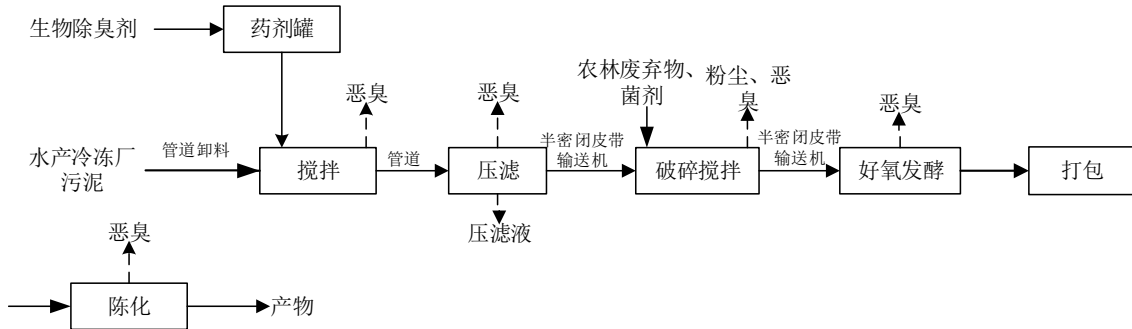 生物除臭剂
药剂罐
农林废弃物、
菌剂
粉尘、恶
臭
恶臭
恶臭
恶臭
水产冷冻厂
污泥
管道卸料
搅拌
管道
压滤
半密闭皮带
输送机
破碎搅拌
半密闭皮带
输送机
好氧发酵
打包
压滤液
恶臭
陈化
产物